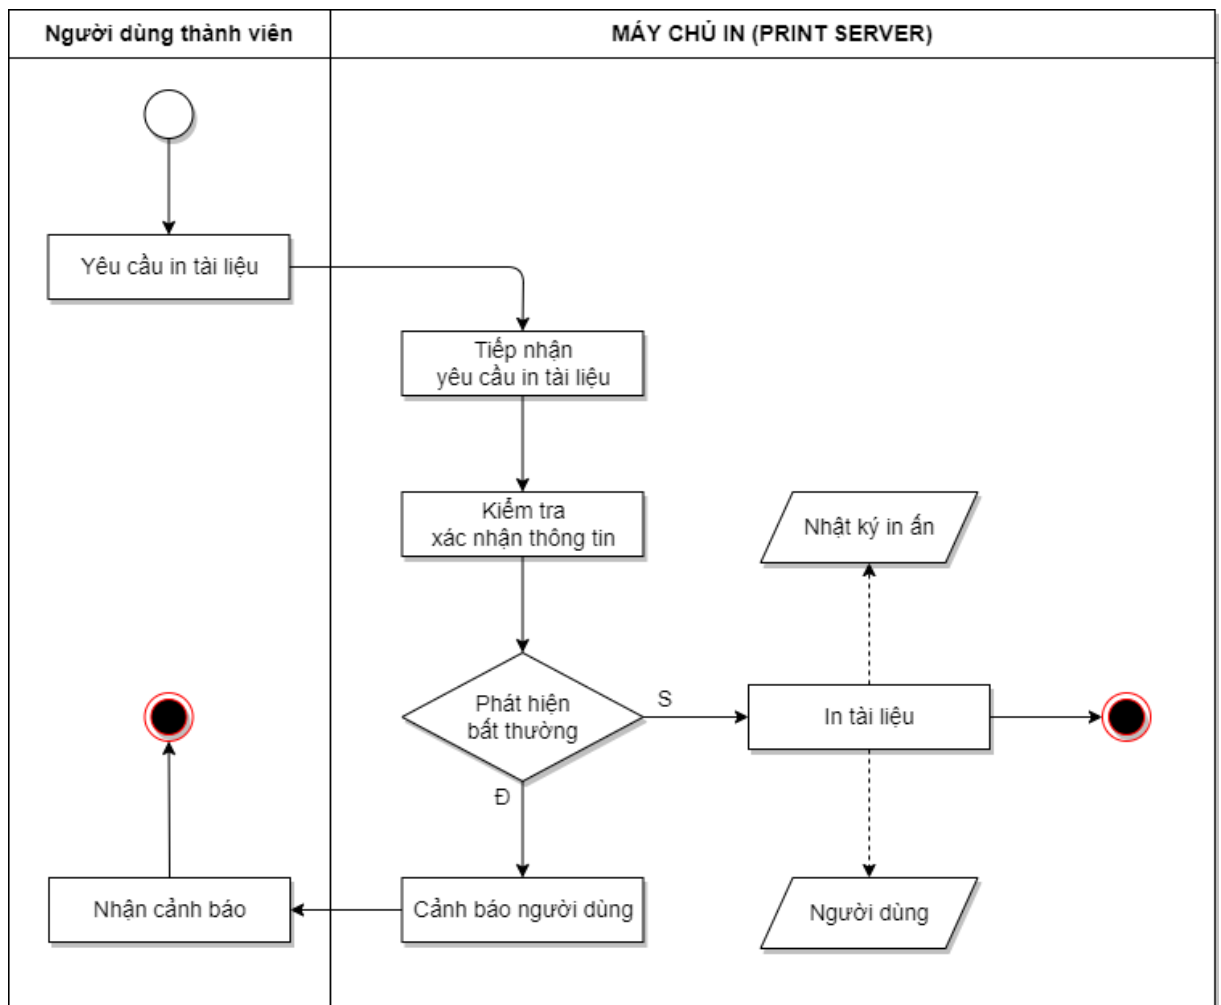 Người dùng thành viên
MÁY CHỦ IN (PRINT SERVER)
Yêu cầu in tài liệu
Tiếp nhận
yêu cầu in tài liệu
Kiểm tra
xác nhận thông tin
Nhật ký in ấn
Phát hiện
bất thường
S
In tài liệu
Đ
Nhận cảnh báo
Cảnh báo người dùng
Người dùng